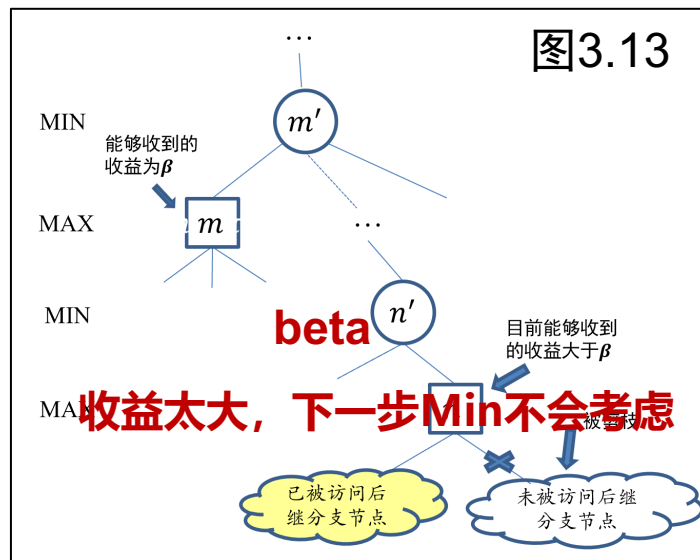 …
图3.13
MIN
m′
能够收到的
收益为β
MAX
m
…
MIN
n′
beta
目前能够收到
的收益大于β
MAX
收益太大，下一步Min不会考虑
已被访问后
继分支节点
未被访问后继
分支节点